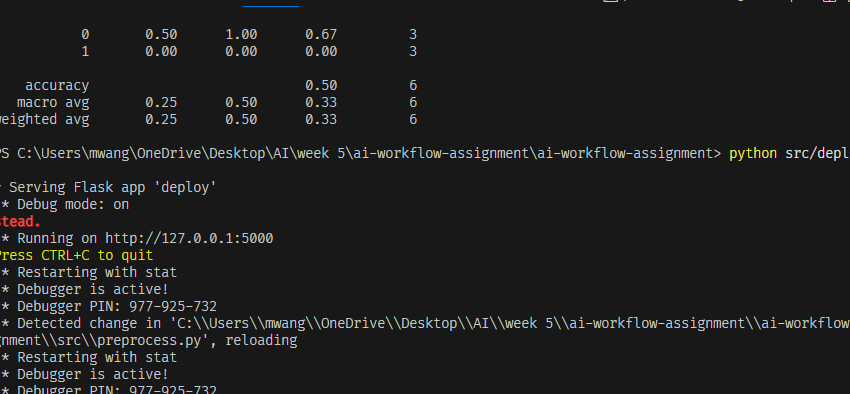 0 0.50 1.00 0.67 3
1 0.00 0.00 0.00 3
accuracy 0.50 6
macro avg 0.25 0.50 0.33 6
weighted avg 0.25 0.50 0.33 6
PS C:\Users\mwang\OneDrive\Desktop\AI\week 5\ai-workflow-assignment\ai-workflow-assignment> python src/depl
* Serving Flask app 'deploy'
* Debug mode: on
stead.
* Running on http://127.0.0.1:5000
Press CTRL+C to quit
* Restarting with stat
* Debugger is active!
* Debugger PIN: 977-925-732
* Detected change in 'C:\\Users\\mwang\\OneDrive\\Desktop\\AI\\week 5\\ai-workflow-assignment\\ai-workflow
gnment\\src\\preprocess.py', reloading
* Restarting with stat
* Debugger is active!
* Debugger PIN: 977-925-732